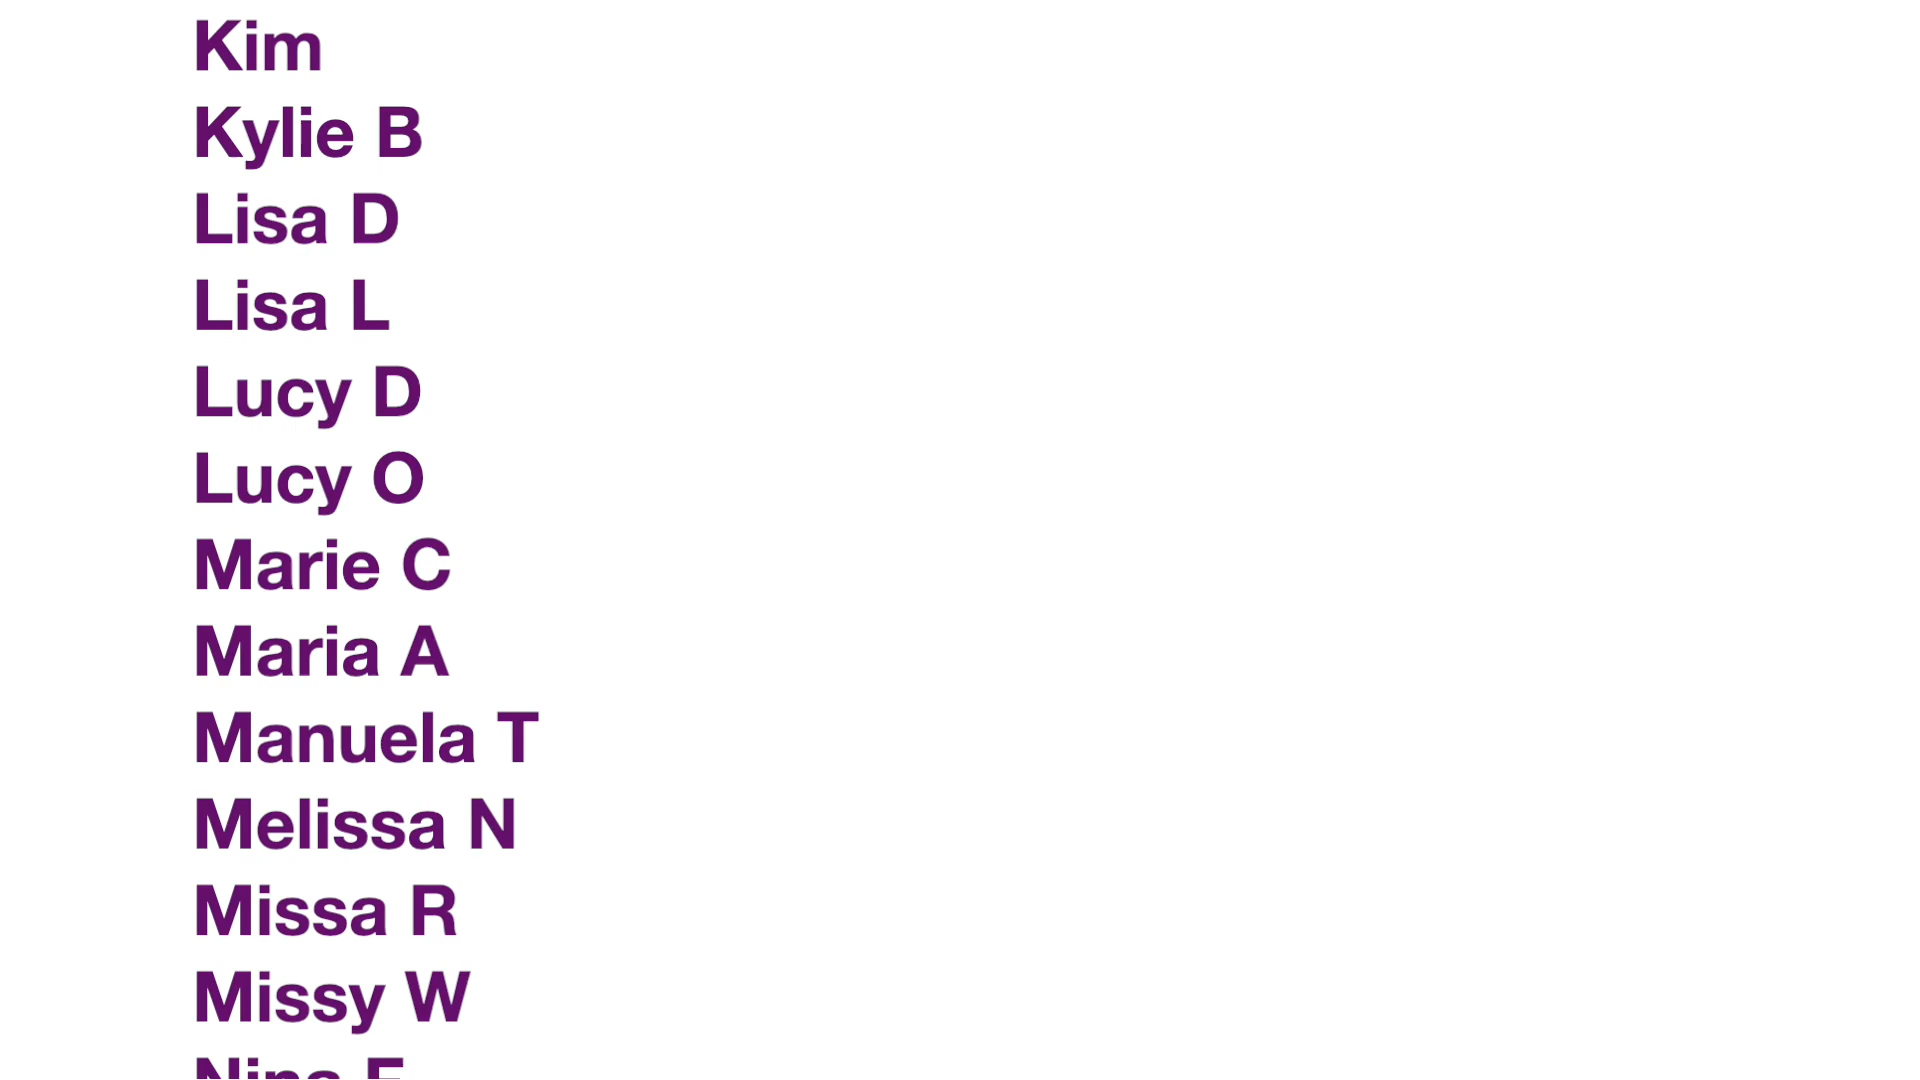 Kim
Kylie B
Lisa D
Lisa L
Lucy D
Lucy O
Marie C
Maria A
Manuela T
Melissa N
Missa R
Missy W